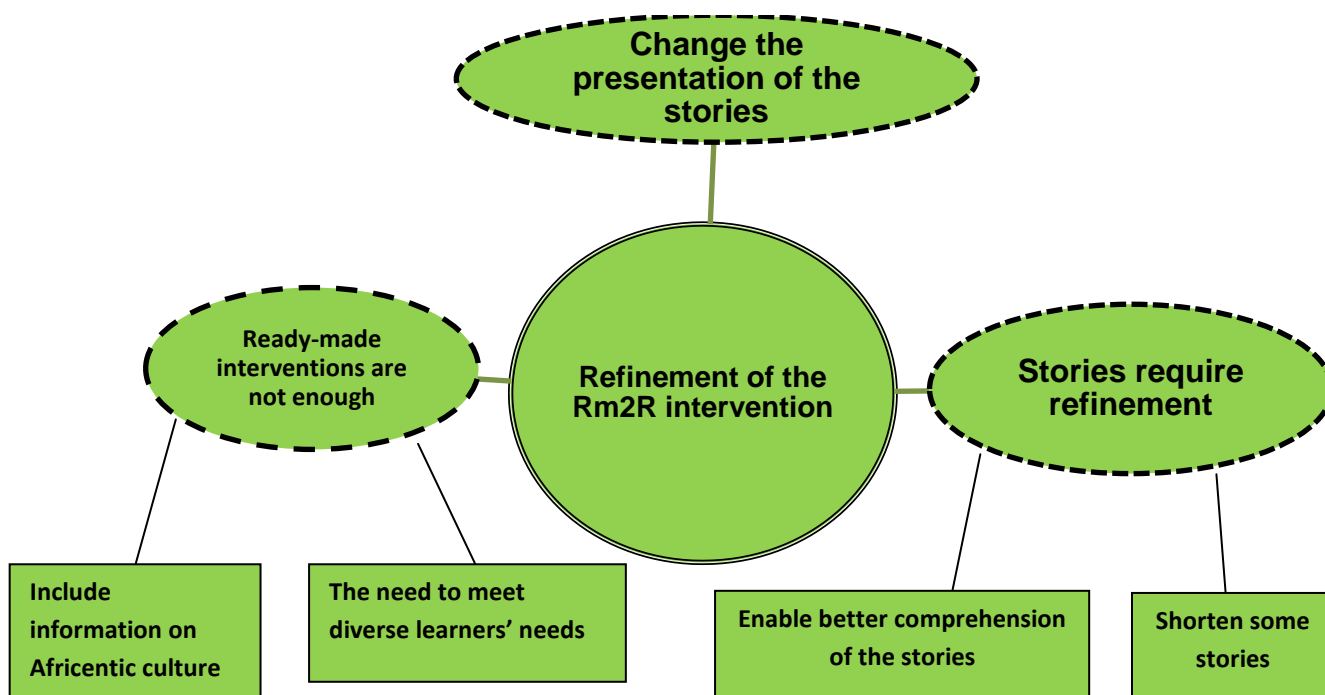 Change the
presentation of the
stories
Ready-made
interventions are
not enough
Refinement of the
Rm2R intervention
Stories require
refinement
Include
information on
Africentic culture
The need to meet
diverse learners’ needs
Enable better comprehension
of the stories
Shorten some
stories